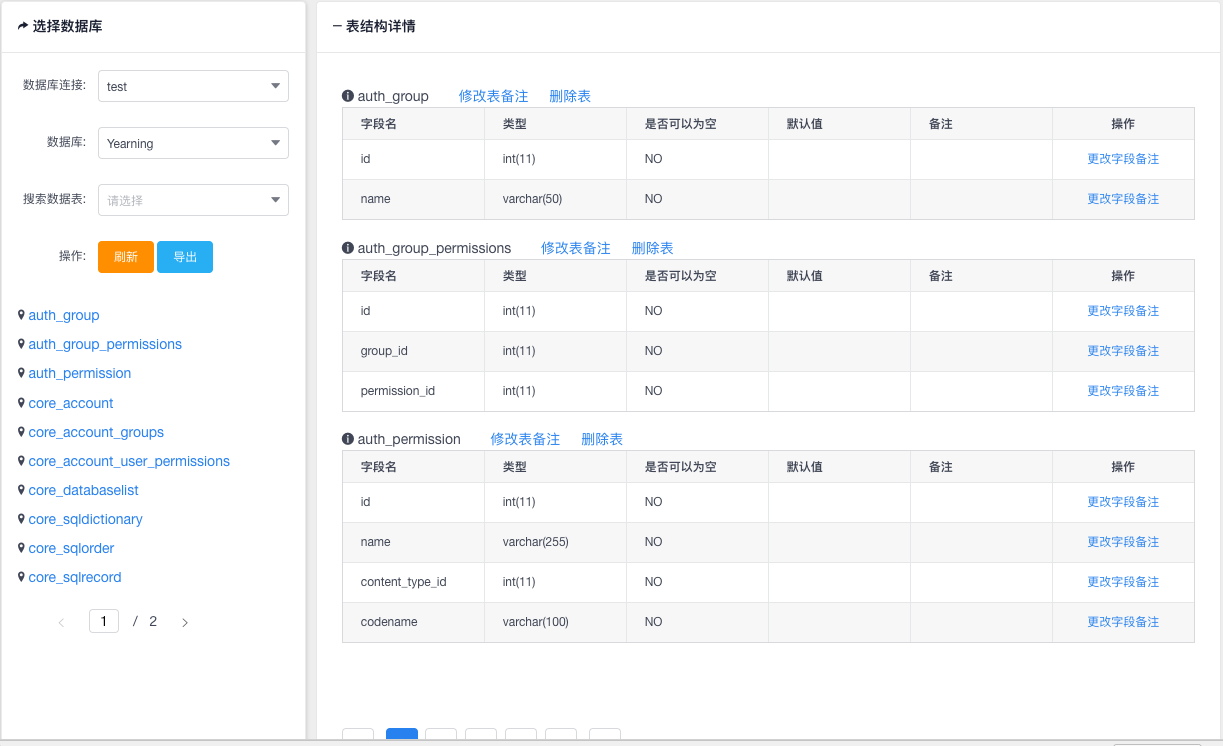 选择数据库
数据库连接: test
数据库: Yearning
搜索数据表: 请选择
操作: 刷新 导出
auth_group
auth_group_permissions
auth_permission
core_account
core_account_groups
core_account_user_permissions
core_databaselist
core_sqldictionary
core_sqlorder
core_sqlrecord
1 / 2
表结构详情
auth_group 修改表备注 删除表
字段名 类型 是否可以为空 默认值 备注 操作
id int(11) NO 更改字段备注
name varchar(50) NO 更改字段备注
auth_group_permissions 修改表备注 删除表
字段名 类型 是否可以为空 默认值 备注 操作
id int(11) NO 更改字段备注
group_id int(11) NO 更改字段备注
permission_id int(11) NO 更改字段备注
auth_permission 修改表备注 删除表
字段名 类型 是否可以为空 默认值 备注 操作
id int(11) NO 更改字段备注
name varchar(255) NO 更改字段备注
content_type_id int(11) NO 更改字段备注
codename varchar(100) NO 更改字段备注